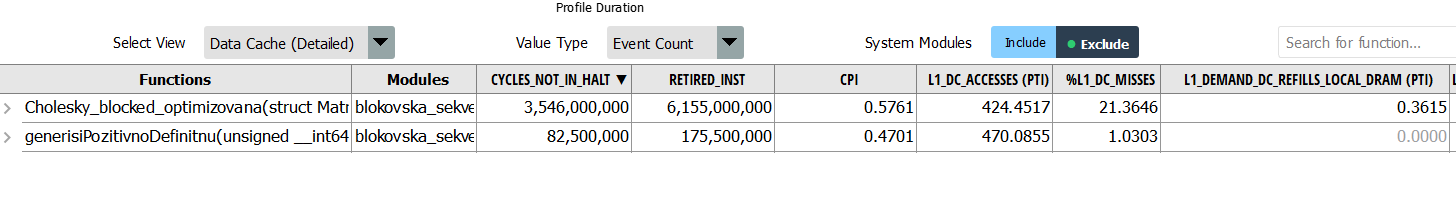 Profile Duration
Select View Data Cache (Detailed) Value Type Event Count System Modules Include Exclude Search for function...
Functions Modules CYCLES_NOT_IN_HALT ▼ RETIRED_INST CPI L1_DC_ACCESSES (PTI) %L1_DC_MISSES L1_DEMAND_DC_REFILLS_LOCAL_DRAM (PTI)
Cholesky_blocked_optimizovana(struct Matr blokovska_sekve 3,546,000,000 6,155,000,000 0.5761 424.4517 21.3646 0.3615
generisiPozitivnoDefinitnu(unsigned __int64 blokovska_sekve 82,500,000 175,500,000 0.4701 470.0855 1.0303 0.0000